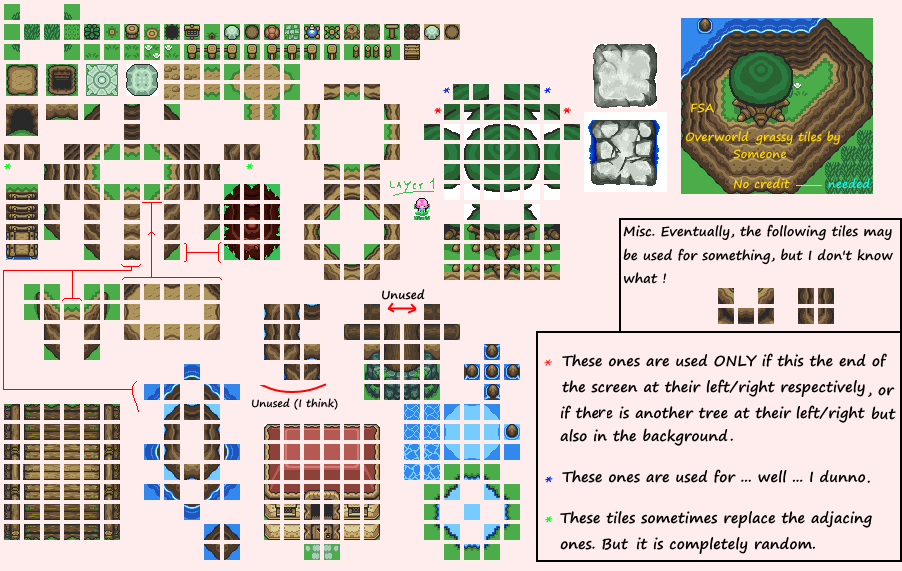 FSA
Overworld grassy tiles by
Someone
No credit ___ needed
Layer 1
Misc. Eventually, the following tiles may
be used for something, but I don't know
what !
Unused
Unused (I think)
* These ones are used ONLY if this the end of
the screen at their left/right respectively, or
if there is another tree at their left/right but
also in the background.
* These ones are used for ... well ... I dunno.
* These tiles sometimes replace the adjacing
ones. But it is completely random.